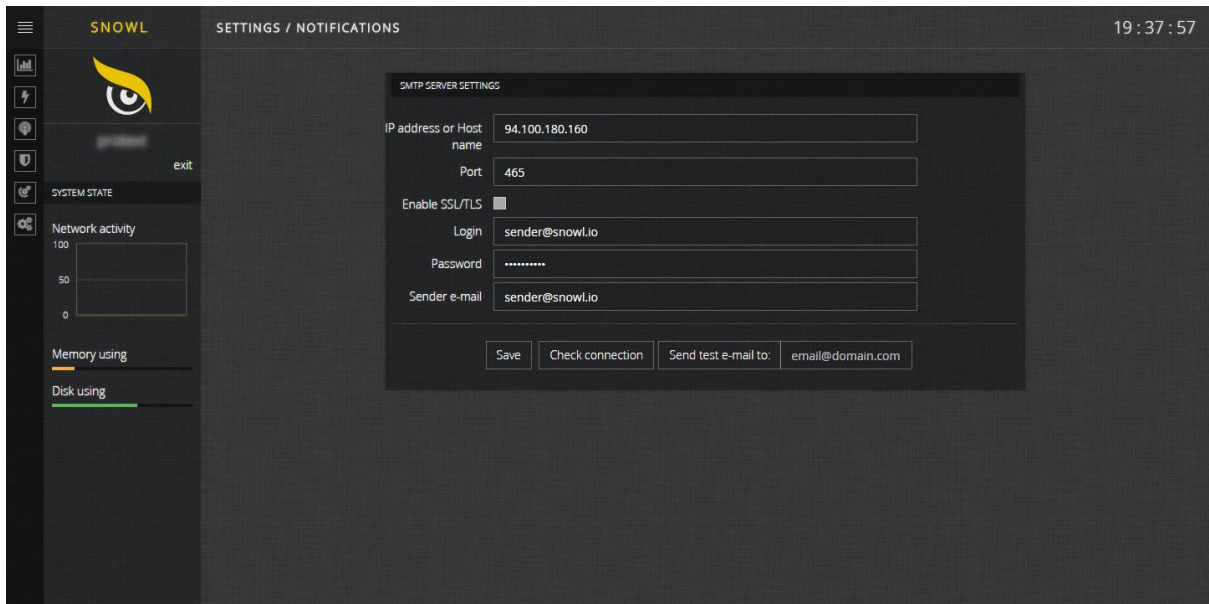 SNOWL
SETTINGS / NOTIFICATIONS
19 : 37 : 57
exit
SYSTEM STATE
Network activity
100
50
0
Memory using
Disk using
SMTP SERVER SETTINGS
IP address or Host
name
94.100.180.160
Port
465
Enable SSL/TLS
Login
sender@snowl.io
Password
••••••••••
Sender e-mail
sender@snowl.io
Save
Check connection
Send test e-mail to:
email@domain.com